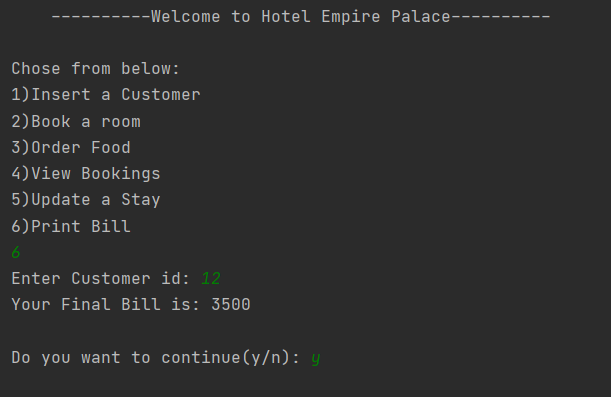 ----------Welcome to Hotel Empire Palace----------
Chose from below:
1)Insert a Customer
2)Book a room
3)Order Food
4)View Bookings
5)Update a Stay
6)Print Bill
6
Enter Customer id: 12
Your Final Bill is: 3500
Do you want to continue(y/n): y